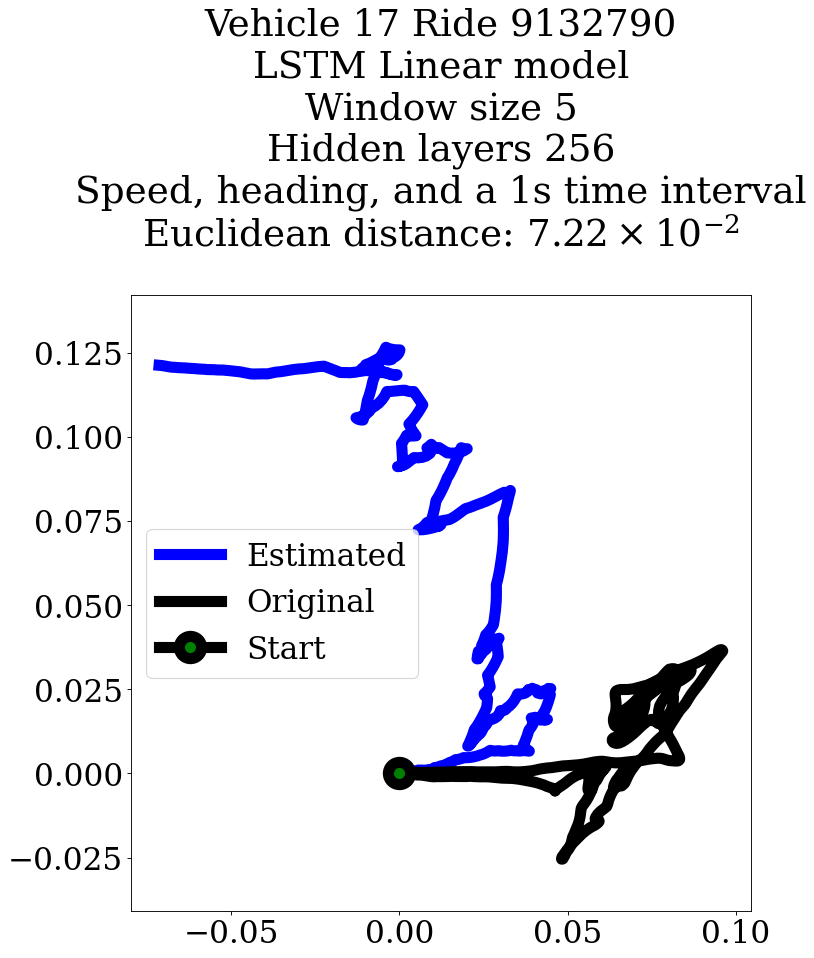 Vehicle 17 Ride 9132790
LSTM Linear model
Window size 5
Hidden layers 256
Speed, heading, and a 1s time interval
Euclidean distance: 7.22 × 10⁻²
0.125
0.100
0.075
0.050
0.025
0.000
−0.025
Estimated
Original
Start
−0.05 0.00 0.05 0.10